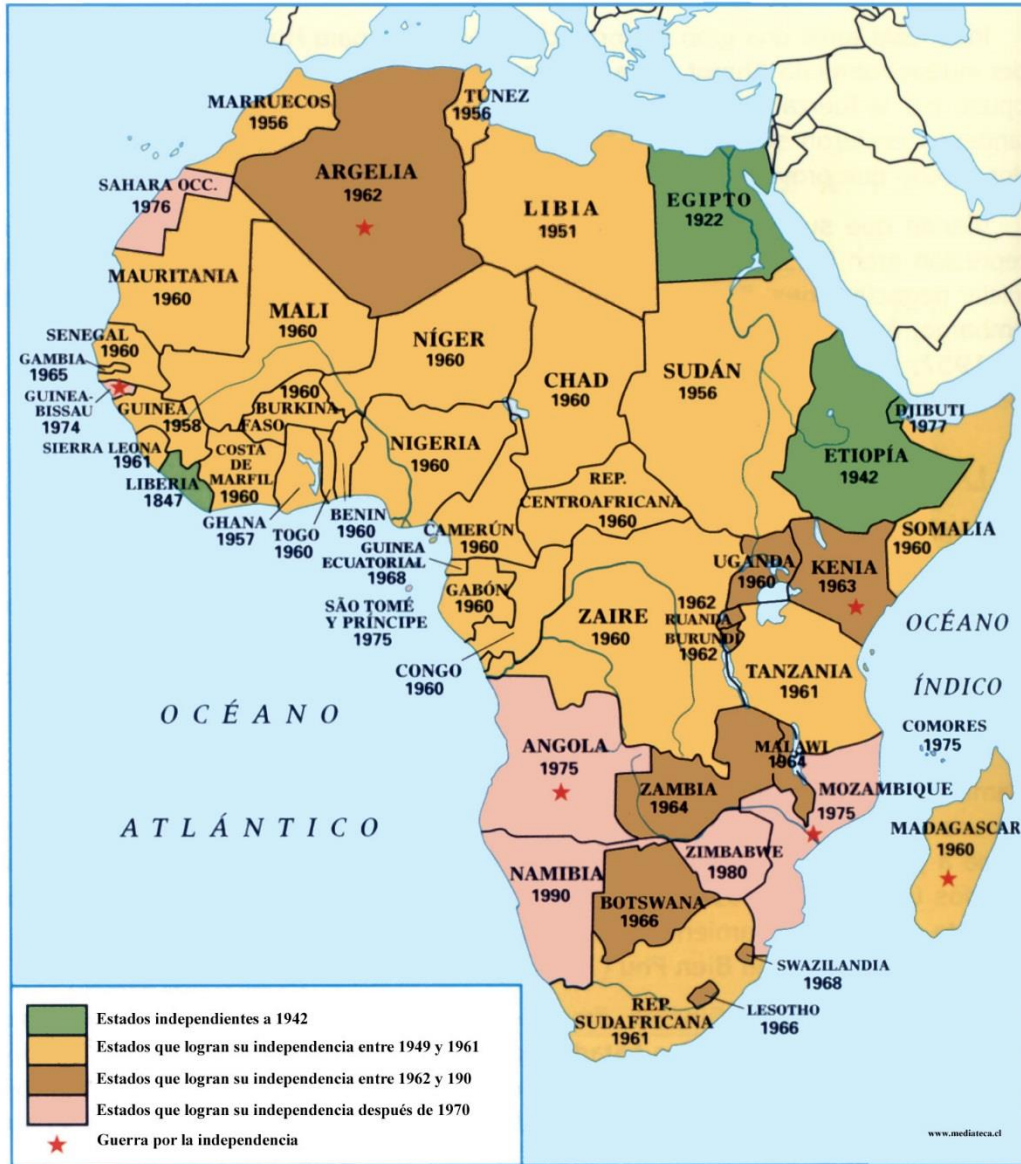 MARRUECOS
1956
TÚNEZ
1956
ARGELIA
1962
SAHARA OCC.
1976
LIBIA
1951
EGIPTO
1922
MAURITANIA
1960
MALI
1960
NÍGER
1960
CHAD
1960
SUDÁN
1956
SENEGAL
1960
GAMBIA
1965
GUINEA-
BISSAU
1974
GUINEA
1958
1960
BURKINA
FASO
NIGERIA
1960
DJIBUTI
1977
ETIOPÍA
1942
SIERRA LEONA
1961
LIBERIA
1847
COSTA
DE
MARFIL
1960
GHANA
1957
TOGO
1960
BENIN
1960
CAMERÚN
1960
REP.
CENTROAFRICANA
1960
SOMALIA
1960
GUINEA
ECUATORIAL
1968
GABÓN
1960
SÃO TOMÉ
Y PRÍNCIPE
1975
CONGO
1960
ZAIRE
1960
UGANDA
1960
KENIA
1963
1962
RUANDA
BURUNDI
1962
TANZANIA
1961
OCÉANO
ÍNDICO
COMORES
1975
OCÉANO
ATLÁNTICO
ANGOLA
1975
ZAMBIA
1964
MALAWI
1964
MOZAMBIQUE
1975
MADAGASCAR
1960
NAMIBIA
1990
ZIMBABWE
1980
BOTSWANA
1966
SWAZILANDIA
1968
LESOTHO
1966
REP.
SUDAFRICANA
1961
Estados independientes a 1942
Estados que logran su independencia entre 1949 y 1961
Estados que logran su independencia entre 1962 y 190
Estados que logran su independencia después de 1970
Guerra por la independencia
www.mediateca.cl